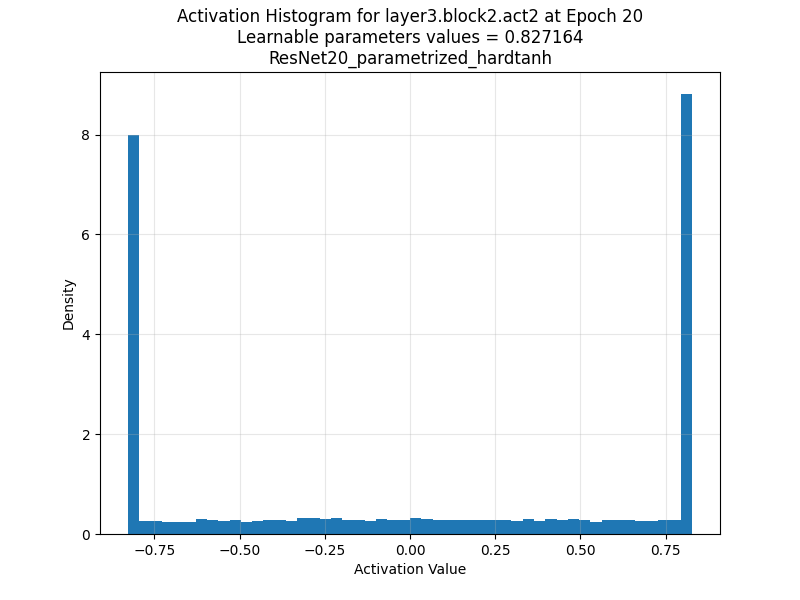 Activation Histogram for layer3.block2.act2 at Epoch 20
Learnable parameters values = 0.827164
ResNet20_parametrized_hardtanh
Density
8
6
4
2
0
−0.75 −0.50 −0.25 0.00 0.25 0.50 0.75
Activation Value